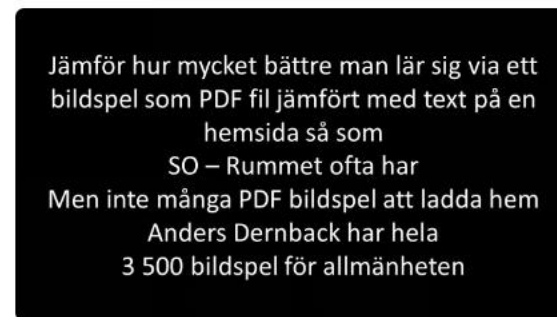 Jämför hur mycket bättre man lär sig via ett
bildspel som PDF fil jämfört med text på en
hemsida så som
SO – Rummet ofta har
Men inte många PDF bildspel att ladda hem
Anders Dernback har hela
3 500 bildspel för allmänheten